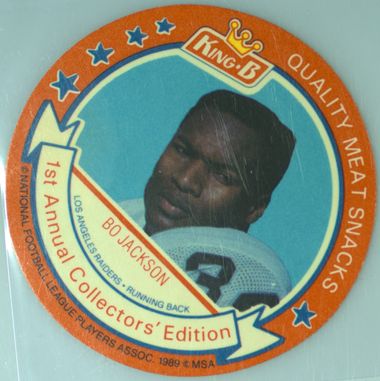 KING·B
QUALITY MEAT SNACKS
BO JACKSON
LOS ANGELES RAIDERS · RUNNING BACK
1st Annual Collectors' Edition
©NATIONAL FOOTBALL LEAGUE PLAYERS ASSOC. 1989 © MSA
3